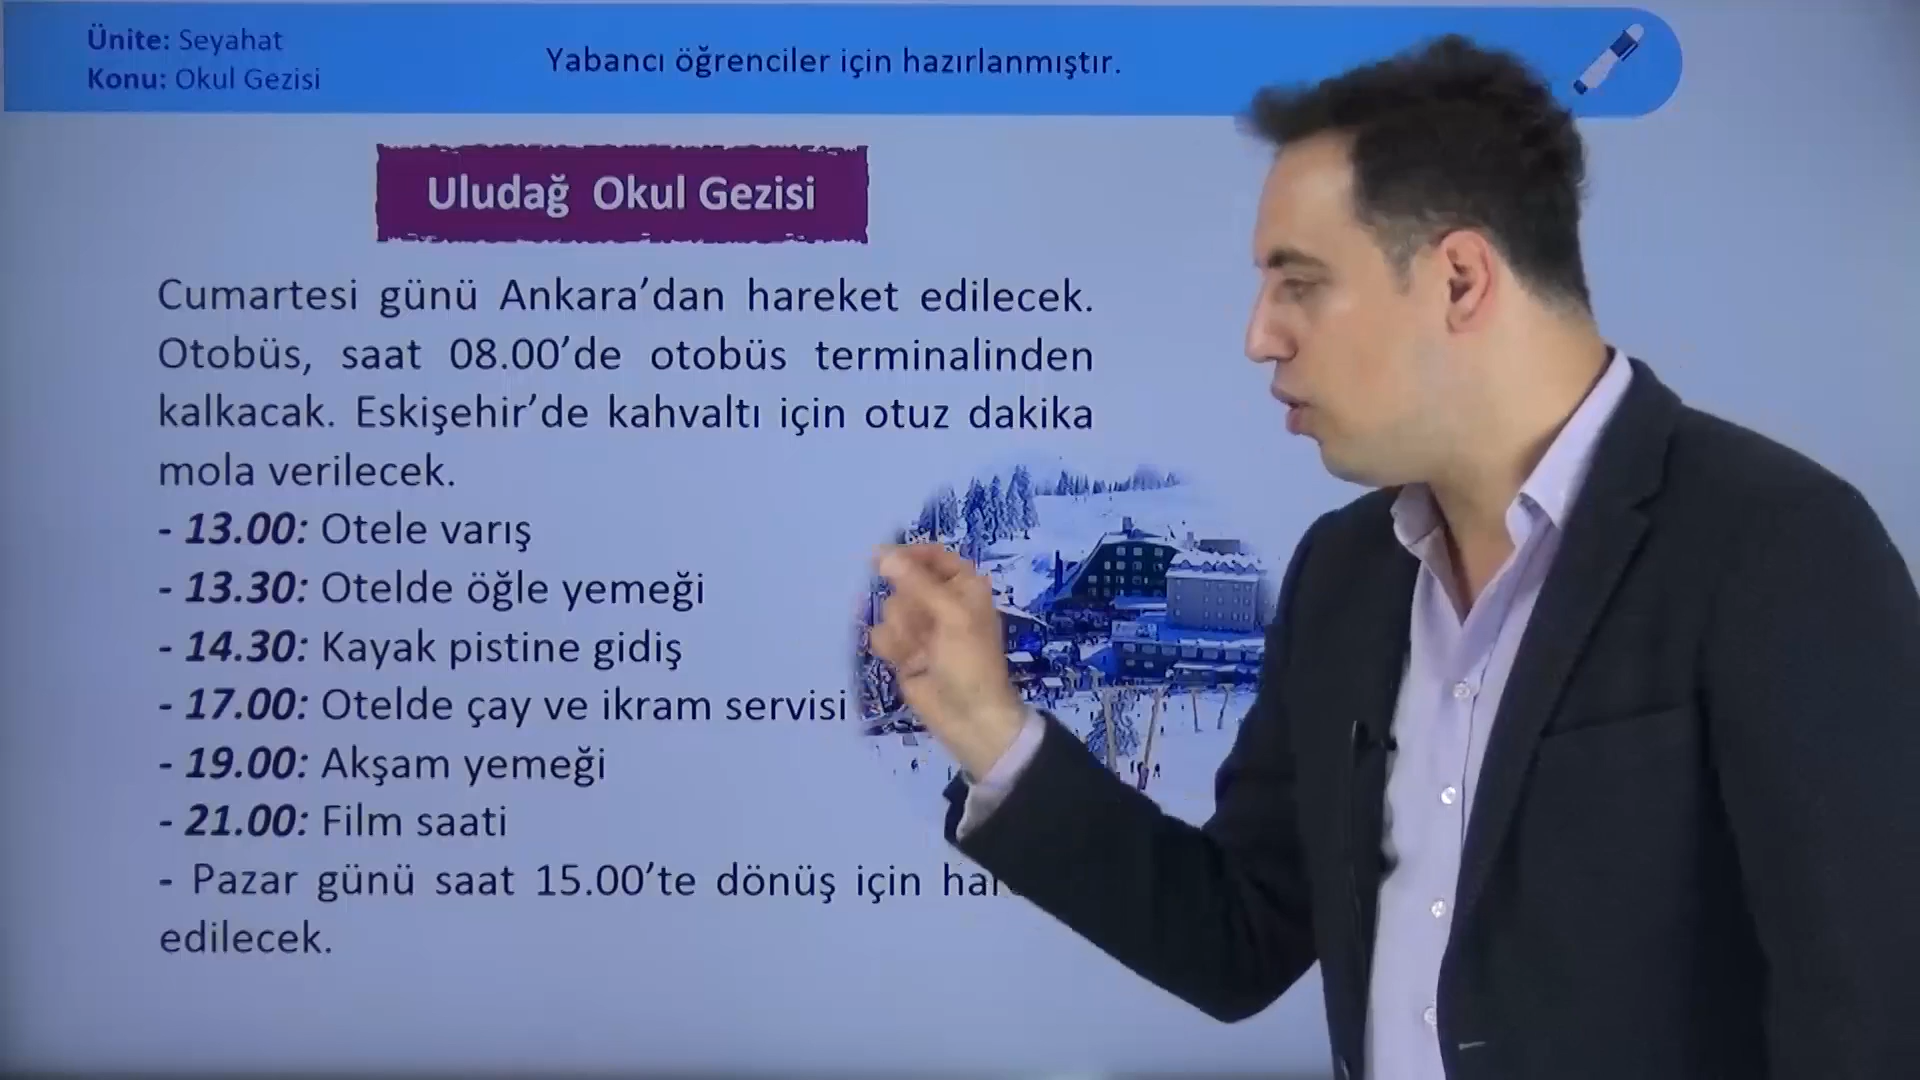 Ünite: Seyahat
Konu: Okul Gezisi
Yabancı öğrenciler için hazırlanmıştır.
Uludağ Okul Gezisi
Cumartesi günü Ankara’dan hareket edilecek.
Otobüs, saat 08.00’de otobüs terminalinden
kalkacak. Eskişehir’de kahvaltı için otuz dakika
mola verilecek.
- 13.00: Otele varış
- 13.30: Otelde öğle yemeği
- 14.30: Kayak pistine gidiş
- 17.00: Otelde çay ve ikram servisi
- 19.00: Akşam yemeği
- 21.00: Film saati
- Pazar günü saat 15.00’te dönüş için
edilecek.